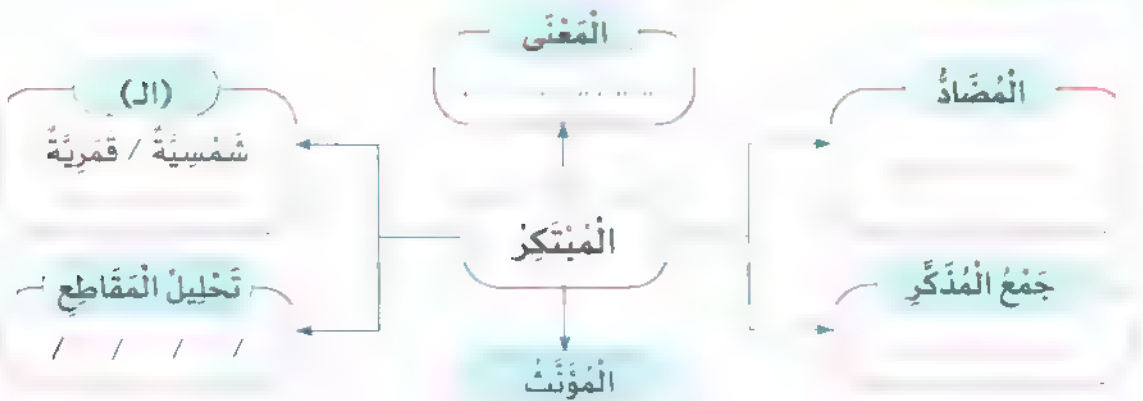 الْمَعْنَى
الْمُضَادُّ
(الـ)
شَمْسِيَّةٌ / قَمَرِيَّةٌ
الْمُبْتَكِرُ
جَمْعُ الْمُذَكَّرِ
تَحْلِيلُ الْمَقَاطِعِ
/ / / /
الْمُؤَنَّثُ